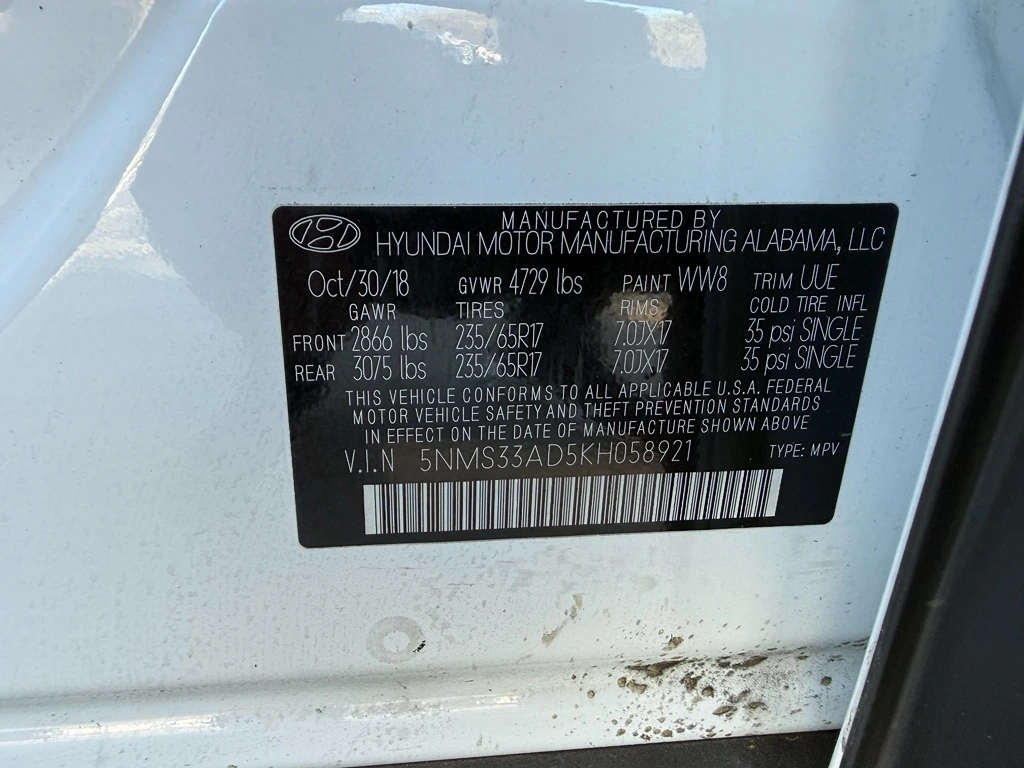 MANUFACTURED BY
HYUNDAI MOTOR MANUFACTURING ALABAMA, LLC
Oct/30/18 GVWR 4729 lbs PAINT WW8 TRIM UUE
GAWR TIRES RIMS COLD TIRE INFL
FRONT 2866 lbs 235/65R17 7.0JX17 35 psi SINGLE
REAR 3075 lbs 235/65R17 7.0JX17 35 psi SINGLE
THIS VEHICLE CONFORMS TO ALL APPLICABLE U.S.A. FEDERAL
MOTOR VEHICLE SAFETY AND THEFT PREVENTION STANDARDS
IN EFFECT ON THE DATE OF MANUFACTURE SHOWN ABOVE
V.I.N 5NMS33AD5KH058921 TYPE: MPV